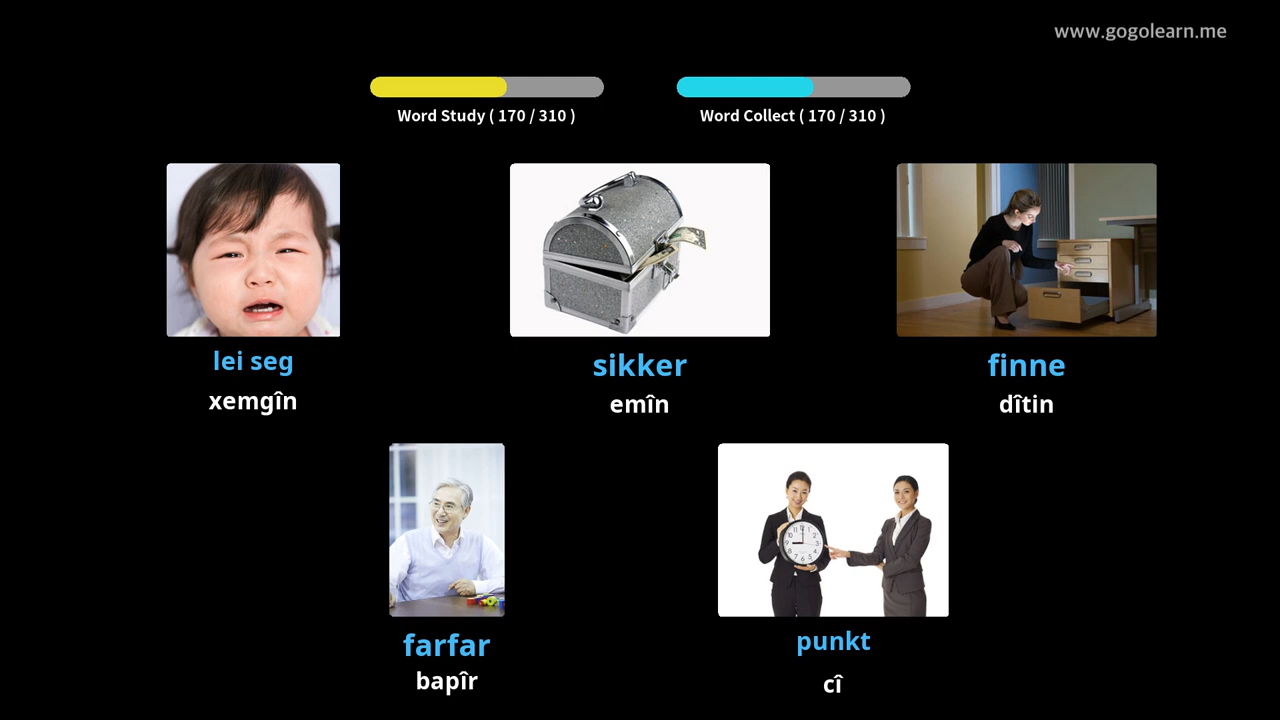 www.gogolearn.me
Word Study ( 170 / 310 )
Word Collect ( 170 / 310 )
lei seg
xemgîn
sikker
emîn
finne
dîtin
farfar
bapîr
punkt
cî